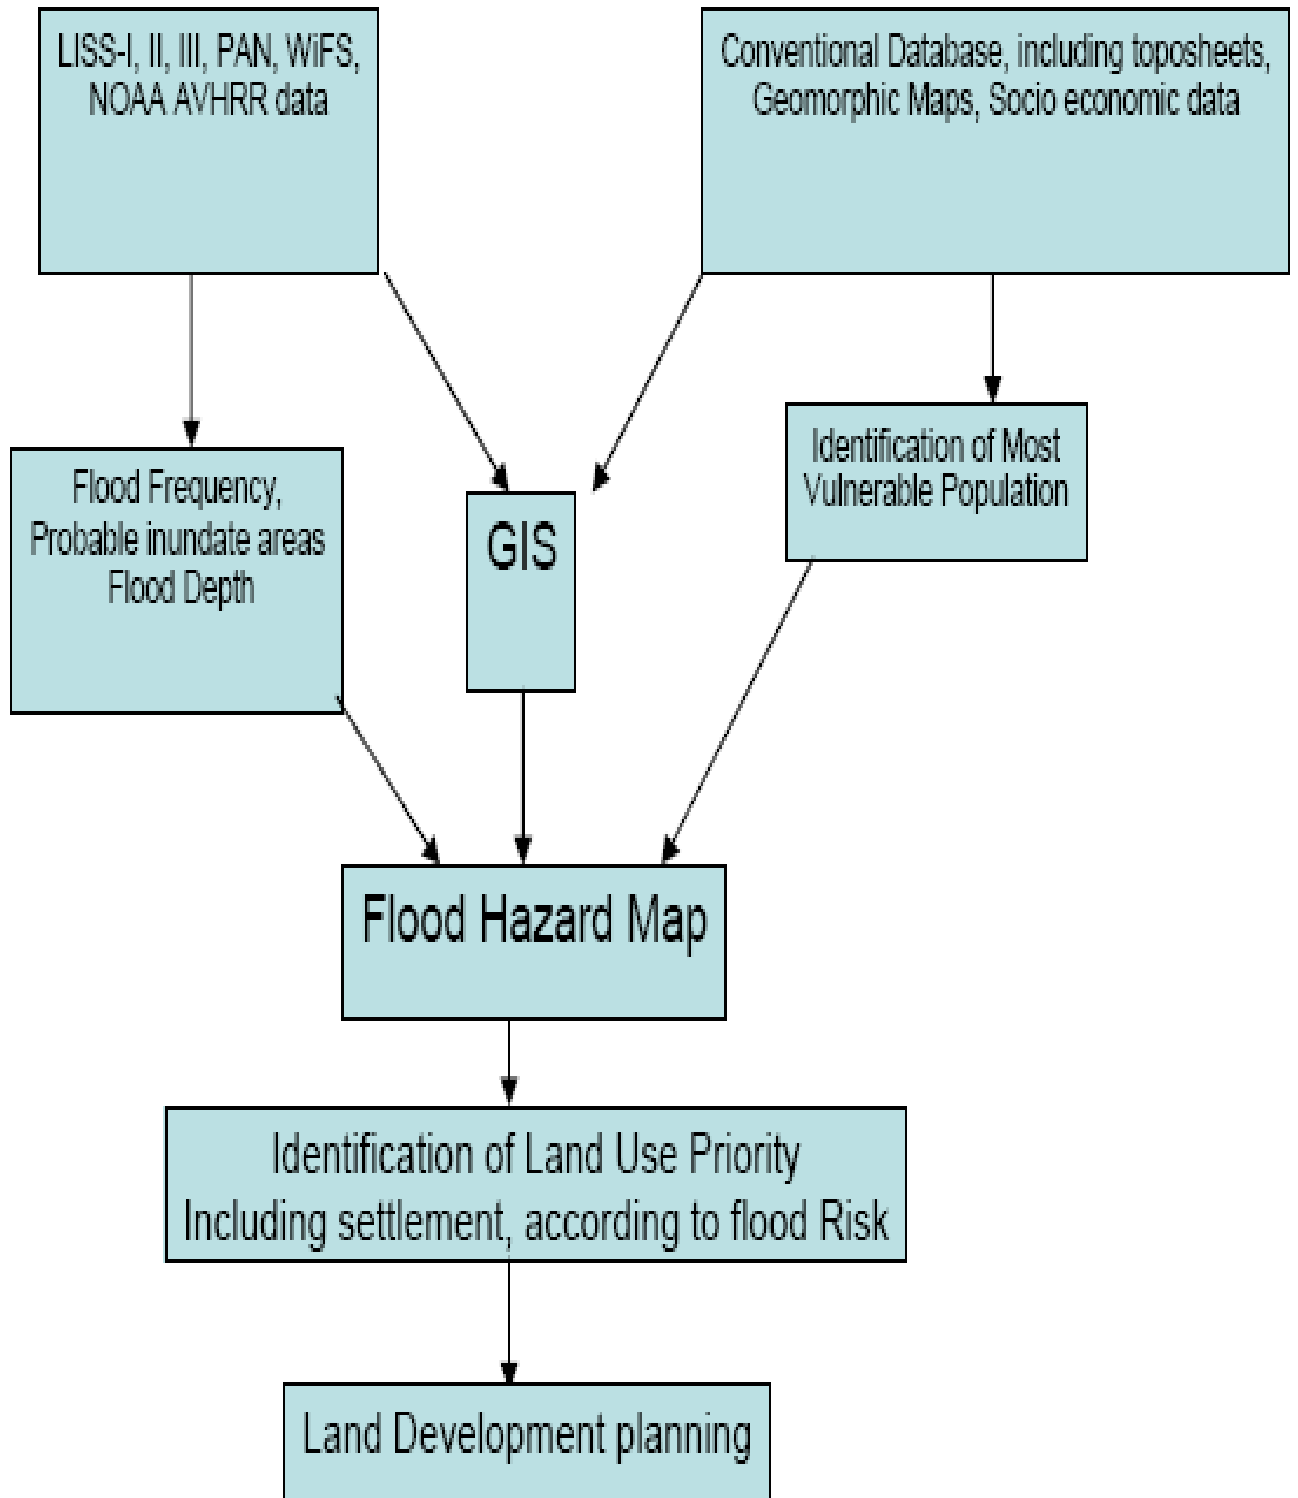 LISS-I, II, III, PAN, WiFS,
NOAA AVHRR data
Conventional Database, including toposheets,
Geomorphic Maps, Socio economic data
Flood Frequency,
Probable inundate areas
Flood Depth
GIS
Identification of Most
Vulnerable Population
Flood Hazard Map
Identification of Land Use Priority
Including settlement, according to flood Risk
Land Development planning